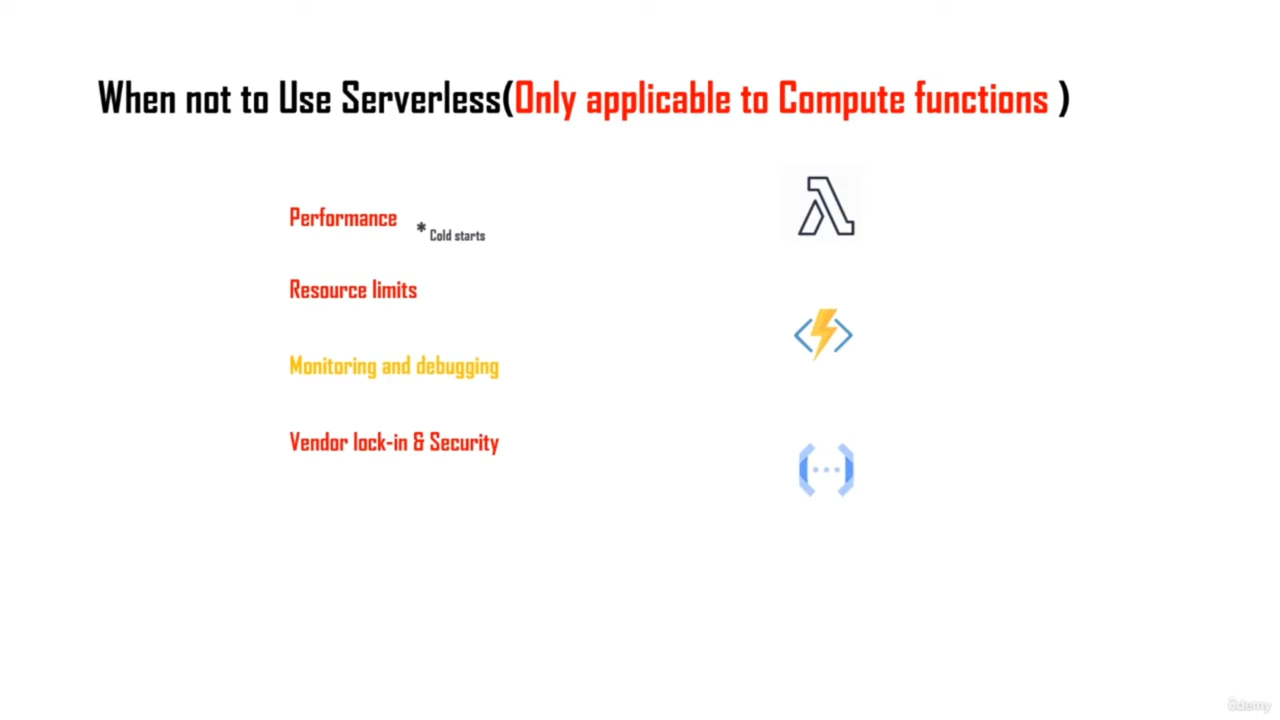 When not to Use Serverless(Only applicable to Compute functions )
Performance
* Cold starts
Resource limits
Monitoring and debugging
Vendor lock-in & Security
ûdemy